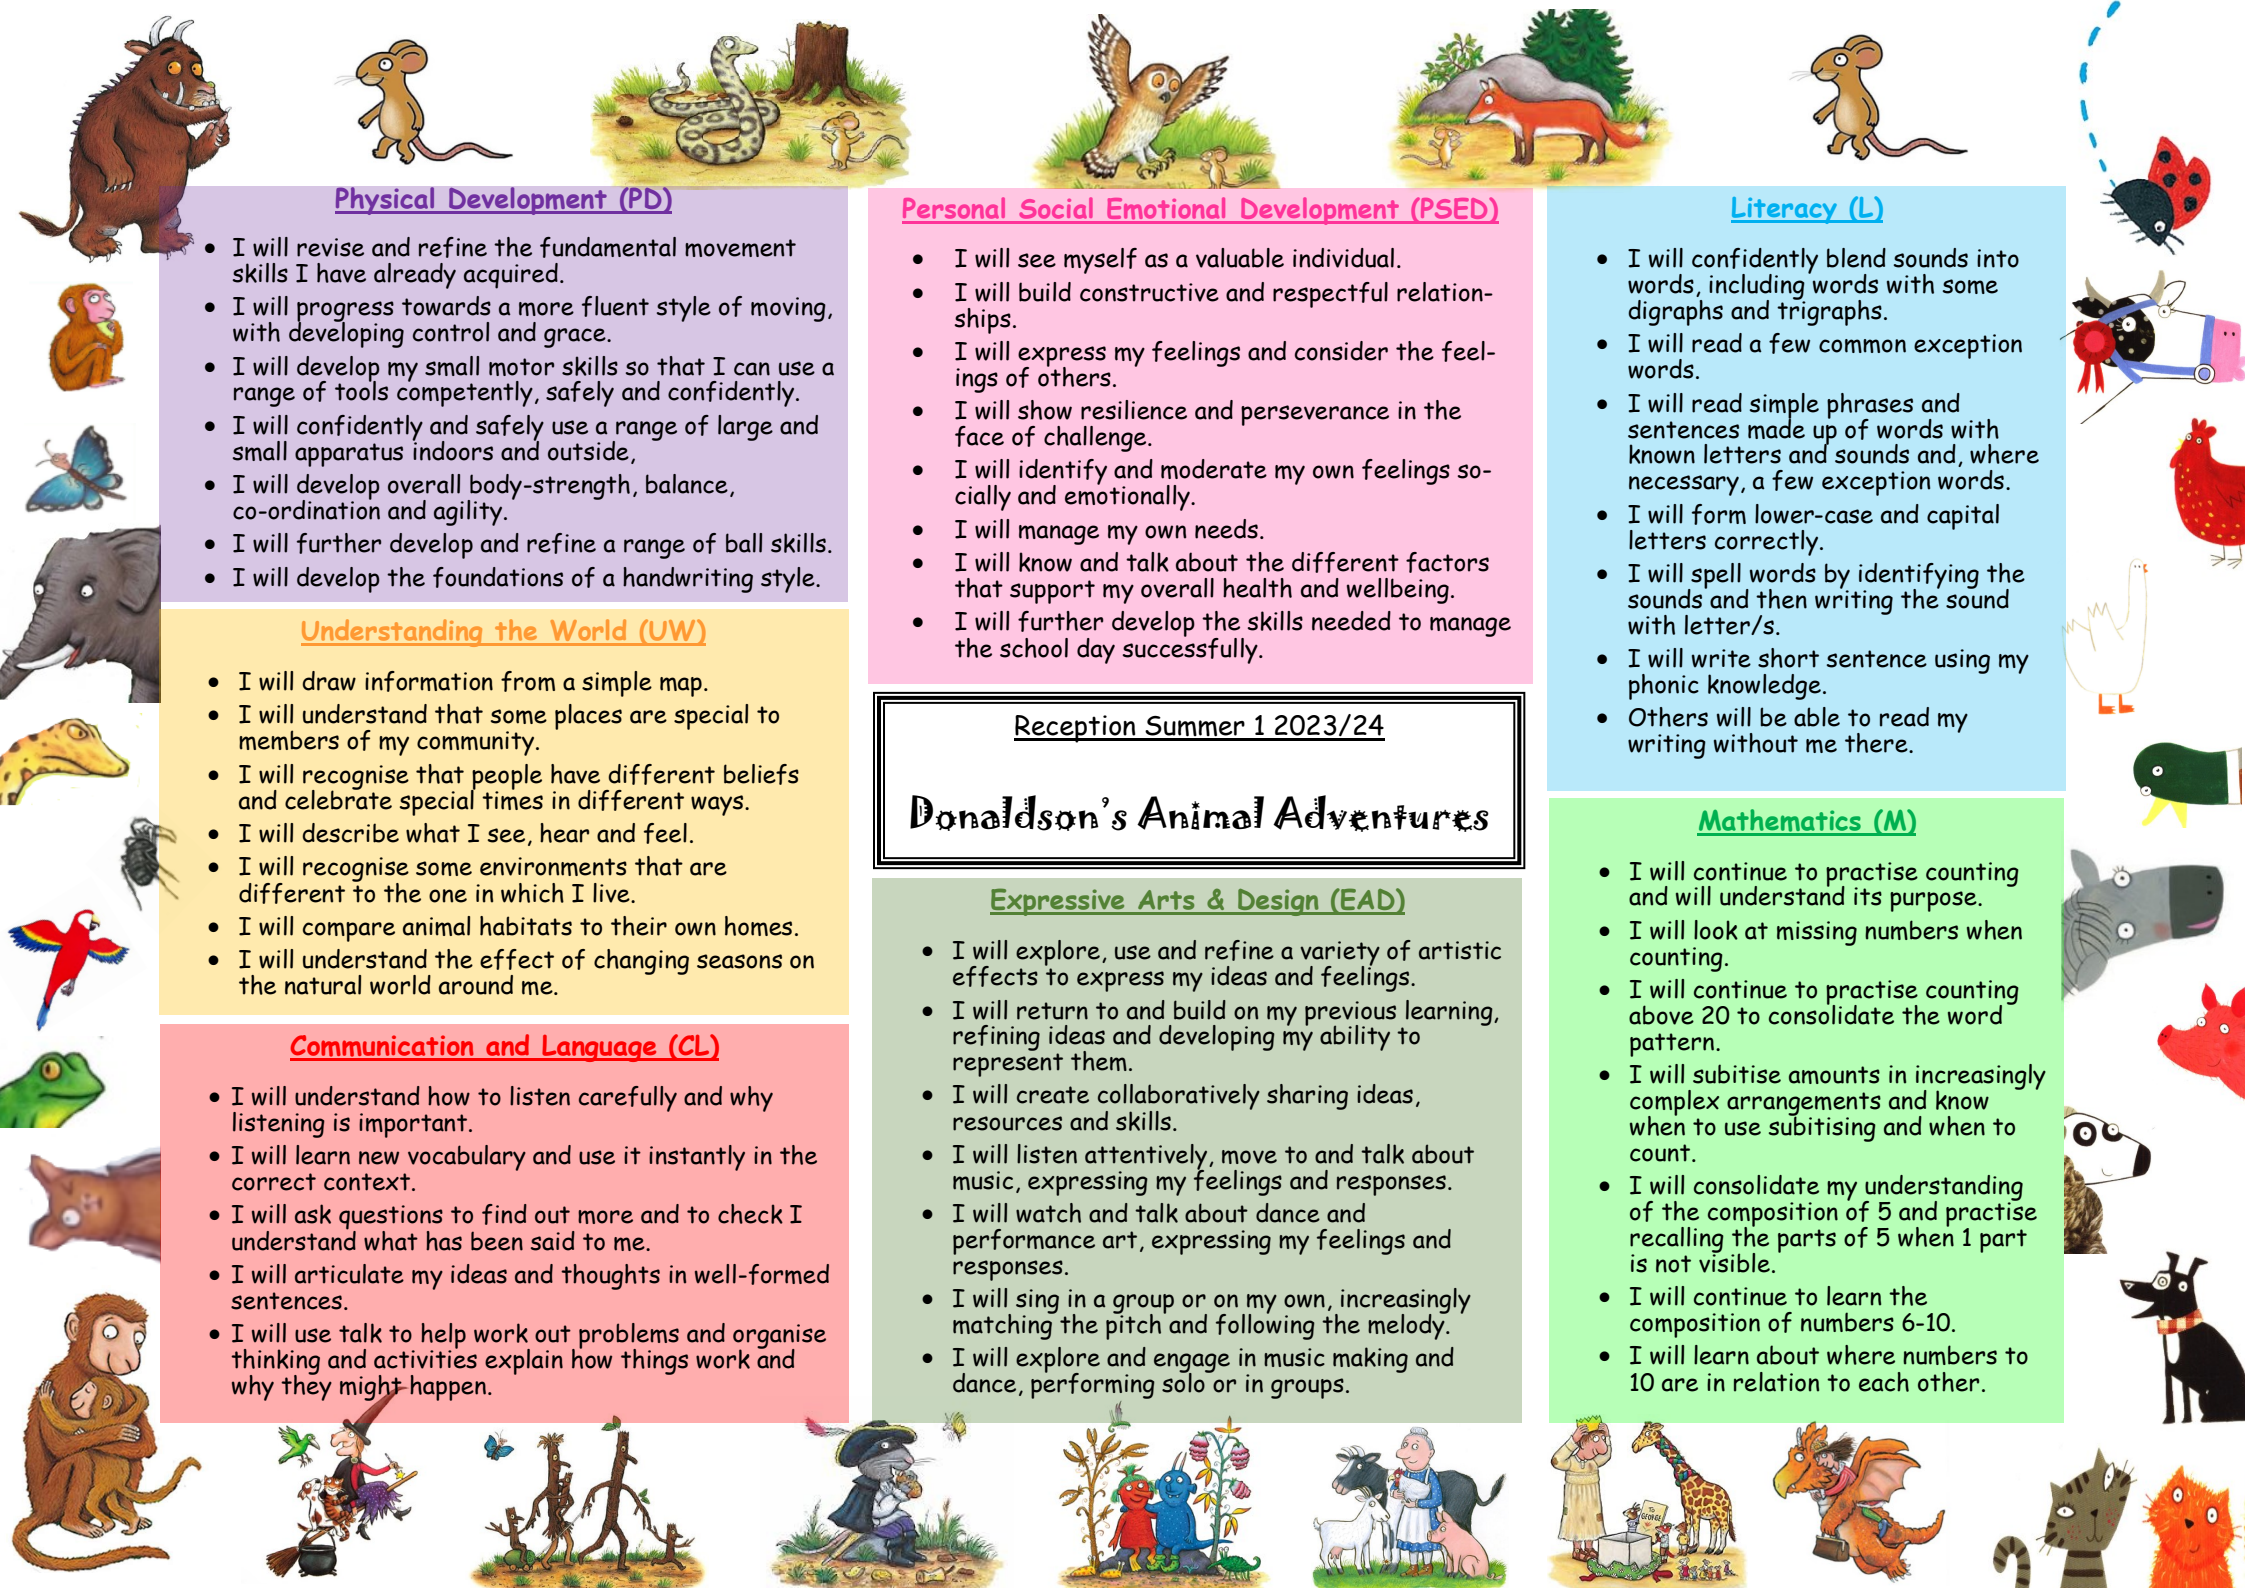 Physical Development (PD)
• I will revise and refine the fundamental movement
skills I have already acquired.
• I will progress towards a more fluent style of moving,
with developing control and grace.
• I will develop my small motor skills so that I can use a
range of tools competently, safely and confidently.
• I will confidently and safely use a range of large and
small apparatus indoors and outside,
• I will develop overall body-strength, balance,
co-ordination and agility.
• I will further develop and refine a range of ball skills.
• I will develop the foundations of a handwriting style.
Understanding the World (UW)
• I will draw information from a simple map.
• I will understand that some places are special to
members of my community.
• I will recognise that people have different beliefs
and celebrate special times in different ways.
• I will describe what I see, hear and feel.
• I will recognise some environments that are
different to the one in which I live.
• I will compare animal habitats to their own homes.
• I will understand the effect of changing seasons on
the natural world around me.
Communication and Language (CL)
• I will understand how to listen carefully and why
listening is important.
• I will learn new vocabulary and use it instantly in the
correct context.
• I will ask questions to find out more and to check I
understand what has been said to me.
• I will articulate my ideas and thoughts in well-formed
sentences.
• I will use talk to help work out problems and organise
thinking and activities explain how things work and
why they might happen.
Personal Social Emotional Development (PSED)
• I will see myself as a valuable individual.
• I will build constructive and respectful relation-
ships.
• I will express my feelings and consider the feel-
ings of others.
• I will show resilience and perseverance in the
face of challenge.
• I will identify and moderate my own feelings so-
cially and emotionally.
• I will manage my own needs.
• I will know and talk about the different factors
that support my overall health and wellbeing.
• I will further develop the skills needed to manage
the school day successfully.
Reception Summer 1 2023/24
Donaldson's Animal Adventures
Expressive Arts & Design (EAD)
• I will explore, use and refine a variety of artistic
effects to express my ideas and feelings.
• I will return to and build on my previous learning,
refining ideas and developing my ability to
represent them.
• I will create collaboratively sharing ideas,
resources and skills.
• I will listen attentively, move to and talk about
music, expressing my feelings and responses.
• I will watch and talk about dance and
performance art, expressing my feelings and
responses.
• I will sing in a group or on my own, increasingly
matching the pitch and following the melody.
• I will explore and engage in music making and
dance, performing solo or in groups.
Literacy (L)
• I will confidently blend sounds into
words, including words with some
digraphs and trigraphs.
• I will read a few common exception
words.
• I will read simple phrases and
sentences made up of words with
known letters and sounds and, where
necessary, a few exception words.
• I will form lower-case and capital
letters correctly.
• I will spell words by identifying the
sounds and then writing the sound
with letter/s.
• I will write short sentence using my
phonic knowledge.
• Others will be able to read my
writing without me there.
Mathematics (M)
• I will continue to practise counting
and will understand its purpose.
• I will look at missing numbers when
counting.
• I will continue to practise counting
above 20 to consolidate the word
pattern.
• I will subitise amounts in increasingly
complex arrangements and know
when to use subitising and when to
count.
• I will consolidate my understanding
of the composition of 5 and practise
recalling the parts of 5 when 1 part
is not visible.
• I will continue to learn the
composition of numbers 6-10.
• I will learn about where numbers to
10 are in relation to each other.
TO
GEORGE